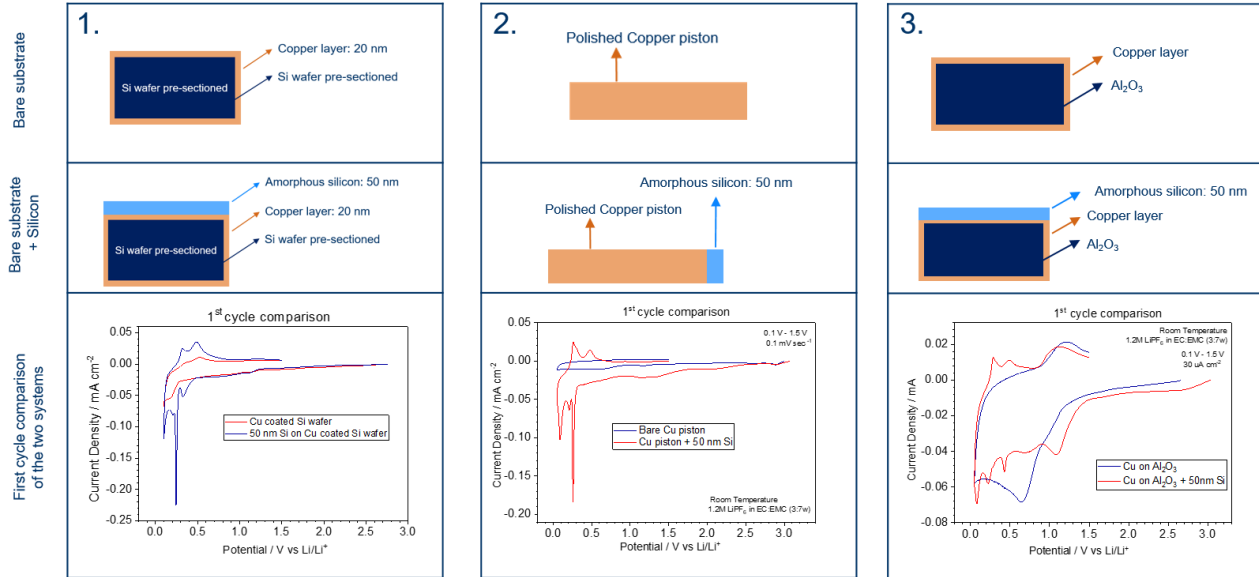 Bare substrate
1.
Copper layer: 20 nm
Si wafer pre-sectioned
Si wafer pre-sectioned
2.
Polished Copper piston
3.
Copper layer
Al₂O₃
Bare substrate
+ Silicon
Amorphous silicon: 50 nm
Copper layer: 20 nm
Si wafer pre-sectioned
Si wafer pre-sectioned
Amorphous silicon: 50 nm
Polished Copper piston
Amorphous silicon: 50 nm
Copper layer
Al₂O₃
First cycle comparison
of the two systems
1st cycle comparison
0.05
0.00
-0.05
-0.10
-0.15
-0.20
-0.25
Current Density / mA cm⁻²
Cu coated Si wafer
50 nm Si on Cu coated Si wafer
0.0 0.5 1.0 1.5 2.0 2.5 3.0
Potential / V vs Li/Li⁺
1st cycle comparison
0.1 V - 1.5 V
0.1 mV sec⁻¹
0.05
0.00
-0.05
-0.10
-0.15
-0.20
Current Density / mA cm⁻²
Bare Cu piston
Cu piston + 50 nm Si
Room Temperature
1.2M LiPF₆ in EC:EMC (3:7w)
0.0 0.5 1.0 1.5 2.0 2.5 3.0
Potential / V vs Li/Li⁺
1st cycle comparison
Room Temperature
1.2M LiPF₆ in EC:EMC (3:7w)
0.1 V - 1.5 V
30 uA cm⁻²
0.02
0.00
-0.02
-0.04
-0.06
-0.08
Current Density / mA
Cu on Al₂O₃
Cu on Al₂O₃ + 50nm Si
0.0 0.5 1.0 1.5 2.0 2.5 3.0
Potential / V vs Li/Li⁺